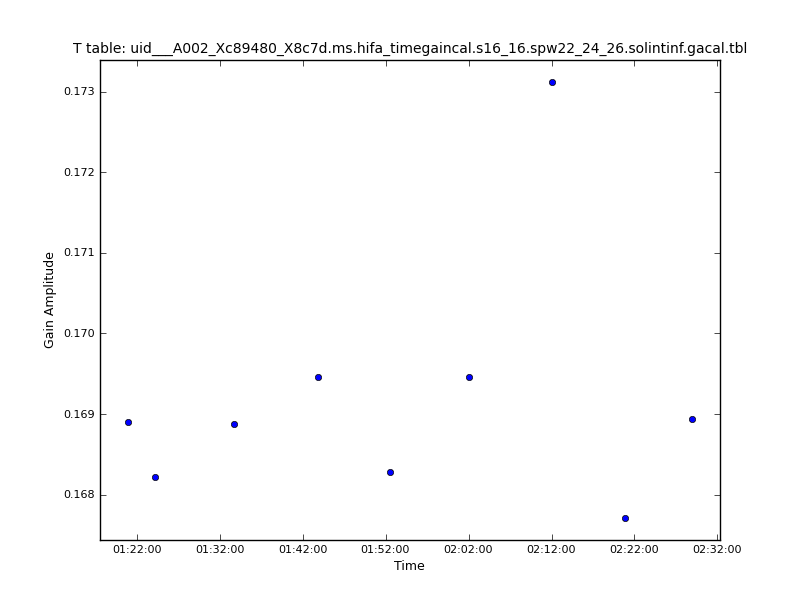 T table: uid___A002_Xc89480_X8c7d.ms.hifa_timegaincal.s16_16.spw22_24_26.solintinf.gacal.tbl
0.173
0.172
0.171
0.170
0.169
0.168
Gain Amplitude
01:22:00 01:32:00 01:42:00 01:52:00 02:02:00 02:12:00 02:22:00 02:32:00
Time